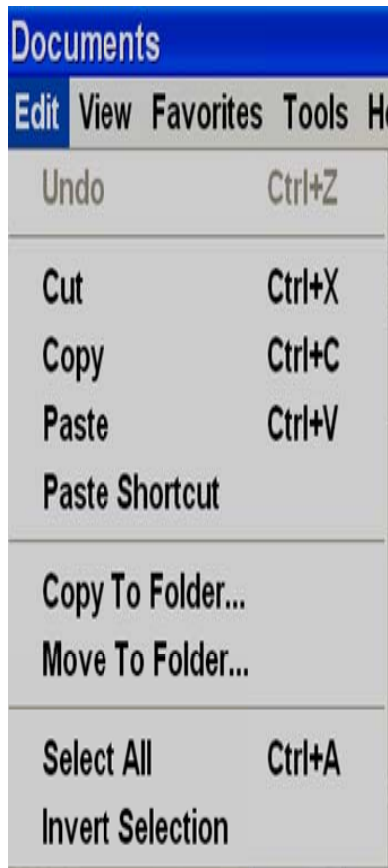 Documents
Edit View Favorites Tools
Undo Ctrl+Z
Cut Ctrl+X
Copy Ctrl+C
Paste Ctrl+V
Paste Shortcut
Copy To Folder...
Move To Folder...
Select All Ctrl+A
Invert Selection